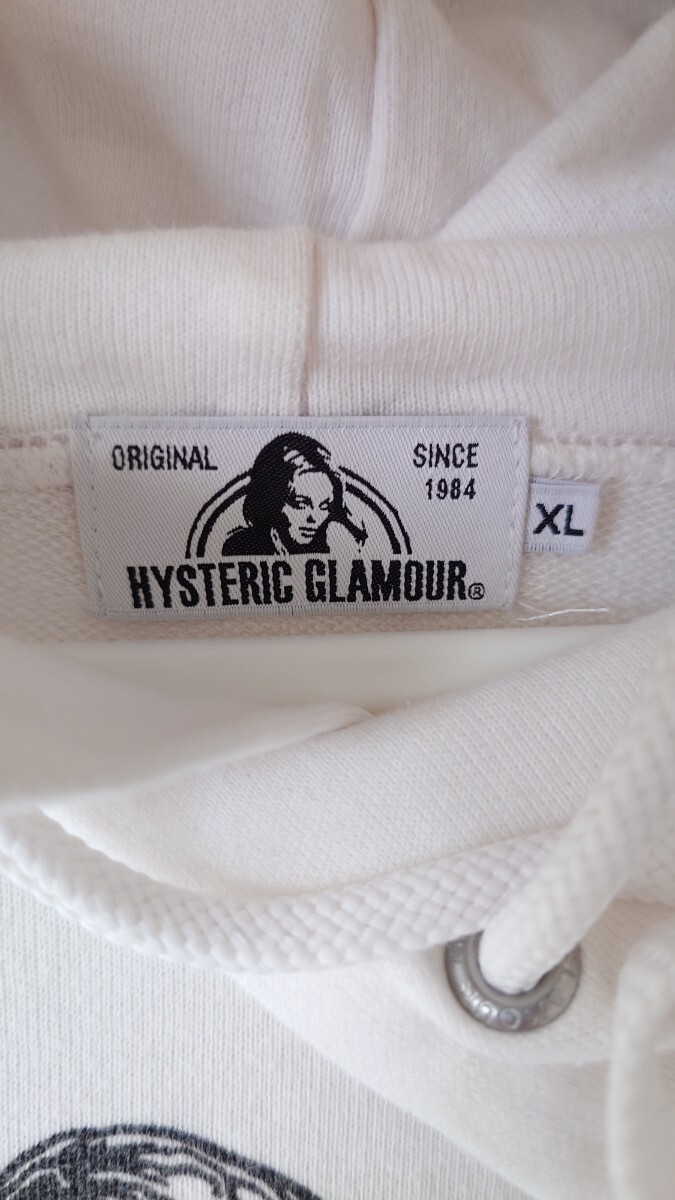 ORIGINAL
SINCE
1984
HYSTERIC GLAMOUR®
XL